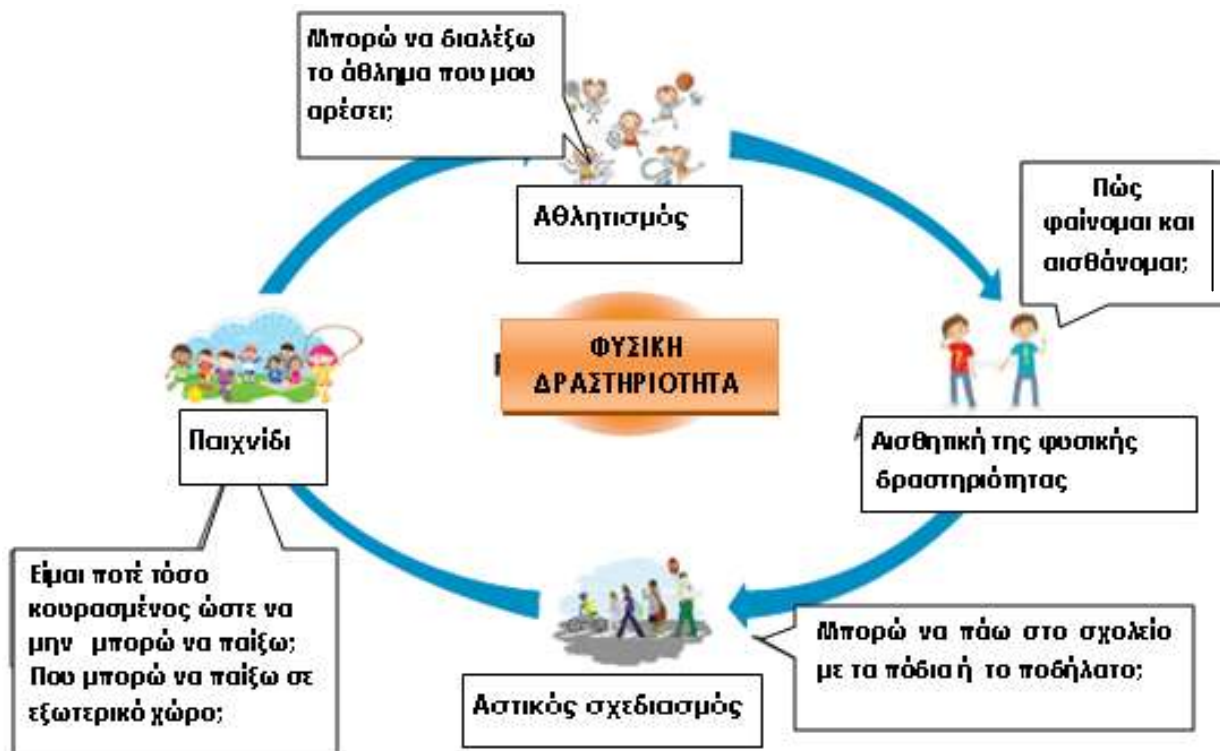 Μπορώ να διαλέξω
το άθλημα που μου
αρέσει;
Αθλητισμός
Πώς
φαίνομαι και
αισθάνομαι;
ΦΥΣΙΚΗ
ΔΡΑΣΤΗΡΙΟΤΗΤΑ
Παιχνίδι
Αισθητική της φυσικής
δραστηριότητας
Είμαι ποτέ τόσο
κουρασμένος ώστε να
μην μπορώ να παίξω;
Που μπορώ να παίξω σε
εξωτερικό χώρο;
Αστικός σχεδιασμός
Μπορώ να πάω στο σχολείο
με τα πόδια ή το ποδήλατο;